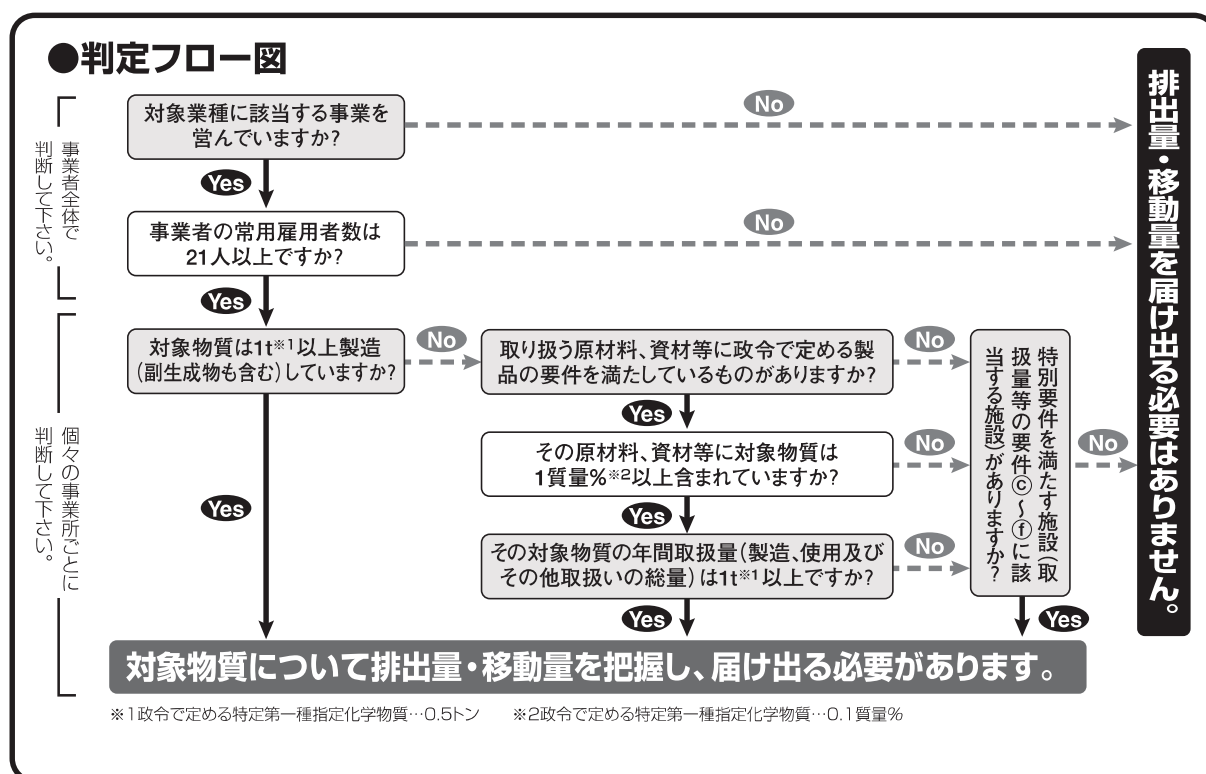 ●判定フロー図
事業者全体で
判断して下さい。
対象業種に該当する事業を
営んでいますか?
No
Yes
事業者の常用雇用者数は
21人以上ですか?
No
Yes
個々の事業所ごとに
判断して下さい。
対象物質は1t※1以上製造
(副生成物も含む)していますか?
No
Yes
取り扱う原材料、資材等に政令で定める製
品の要件を満たしているものがありますか?
No
Yes
その原材料、資材等に対象物質は
1質量%※2以上含まれていますか?
No
Yes
その対象物質の年間取扱量(製造、使用及び
その他取扱いの総量)は1t※1以上ですか?
No
Yes
特別要件を満たす施設(取
扱量等の要件ⓒ〜ⓕに該
当する施設)がありますか?
No
Yes
排出量・移動量を届け出る必要はありません。
対象物質について排出量・移動量を把握し、届け出る必要があります。
※1政令で定める特定第一種指定化学物質…0.5トン
※2政令で定める特定第一種指定化学物質…0.1質量%